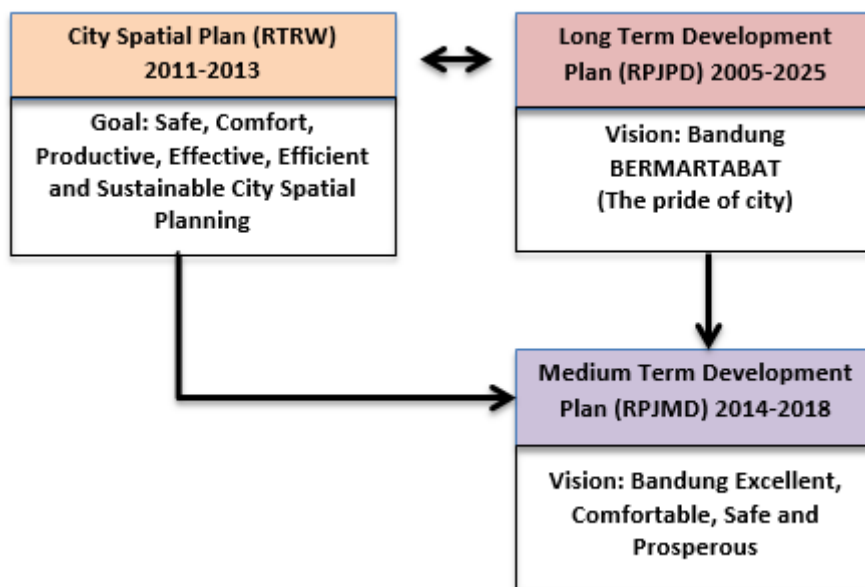 City Spatial Plan (RTRW)
2011-2013
Goal: Safe, Comfort,
Productive, Effective, Efficient
and Sustainable City Spatial
Planning
Long Term Development
Plan (RPJPD) 2005-2025
Vision: Bandung
BERMARTABAT
(The pride of city)
Medium Term Development
Plan (RPJMD) 2014-2018
Vision: Bandung Excellent,
Comfortable, Safe and
Prosperous